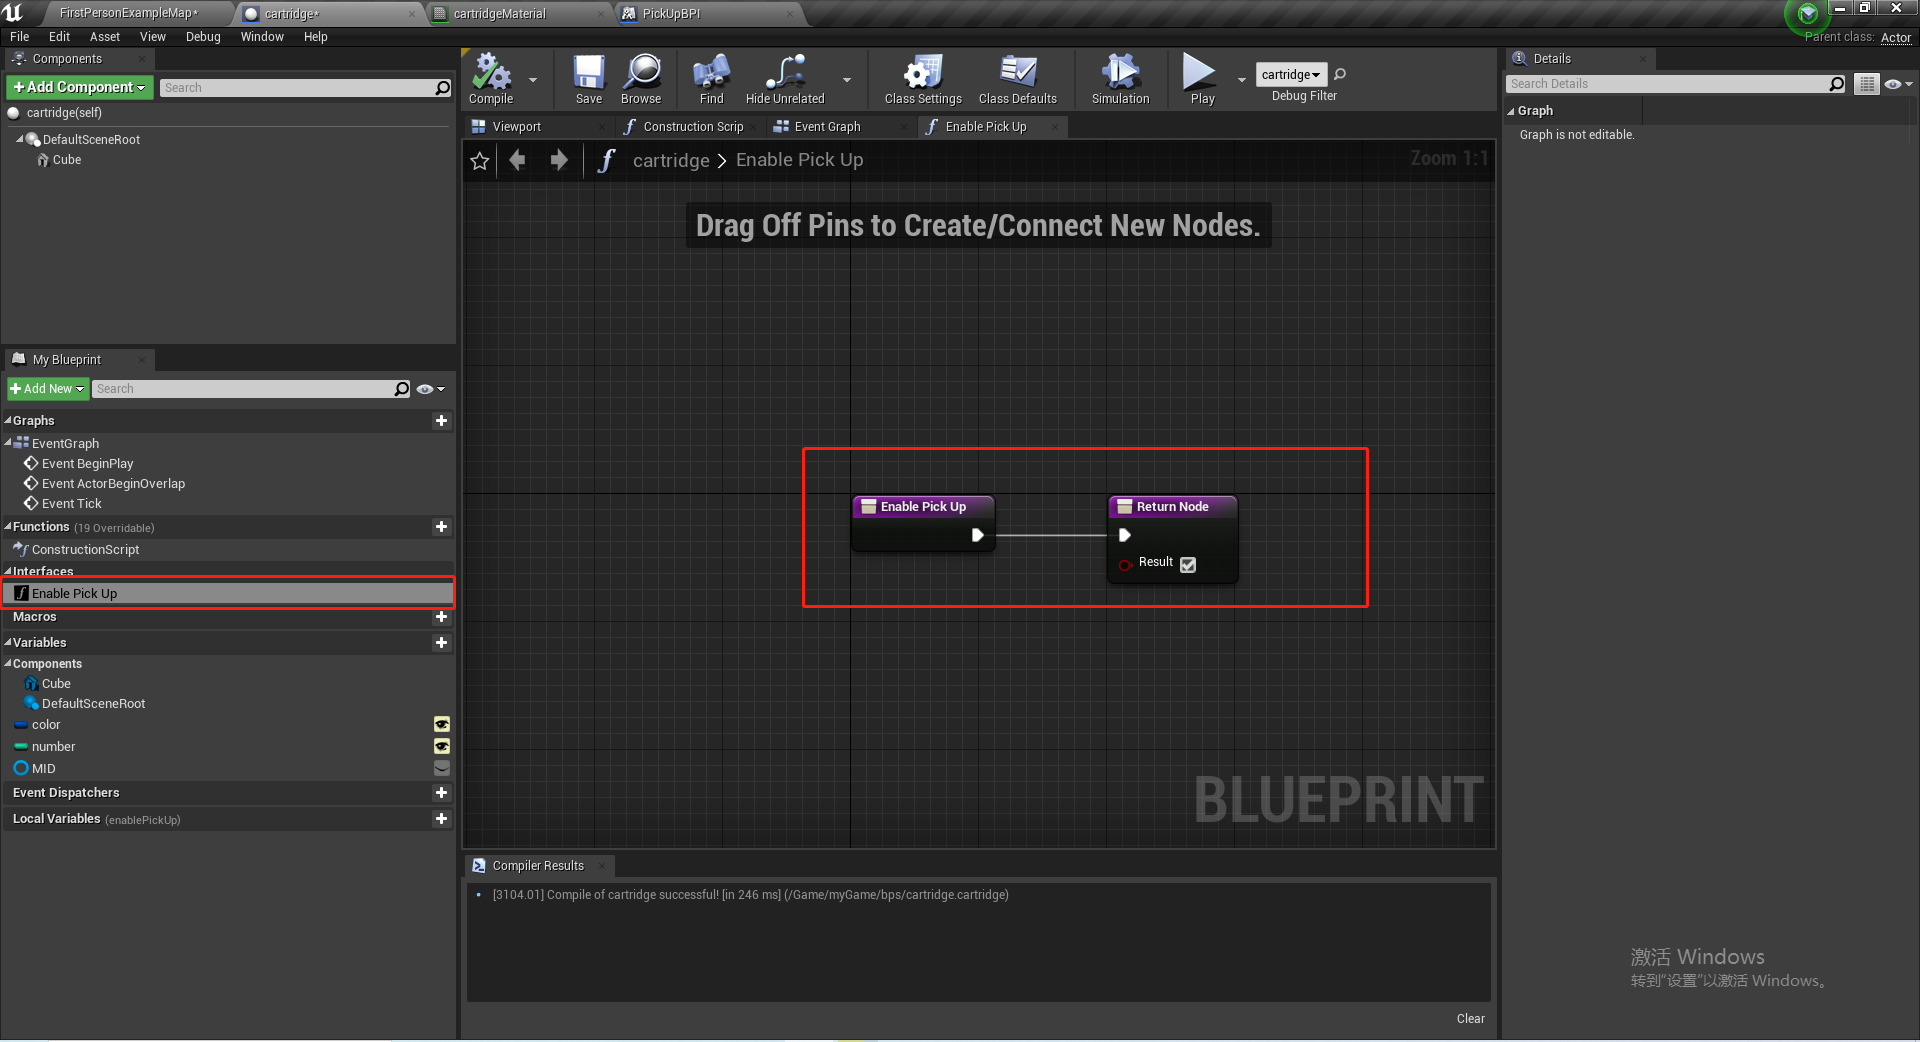 FirstPersonExampleMap*
cartridge*
cartridgeMaterial
PickUpBPI
File Edit Asset View Debug Window Help
Parent class: Actor
Components
Add Component
Search
cartridge(self)
DefaultSceneRoot
Cube
My Blueprint
Add New
Search
Graphs
EventGraph
Event BeginPlay
Event ActorBeginOverlap
Event Tick
Functions (19 Overridable)
ConstructionScript
Interfaces
Enable Pick Up
Macros
Variables
Components
Cube
DefaultSceneRoot
color
number
MID
Event Dispatchers
Local Variables (enablePickUp)
Compile
Save
Browse
Find
Hide Unrelated
Class Settings
Class Defaults
Simulation
Play
cartridge
Debug Filter
Viewport
Construction Scrip
Event Graph
Enable Pick Up
cartridge > Enable Pick Up
Zoom 1:1
Drag Off Pins to Create/Connect New Nodes.
Enable Pick Up
Return Node
Result
BLUEPRINT
Compiler Results
[3104.01] Compile of cartridge successful! [in 246 ms] (/Game/myGame/bps/cartridge.cartridge)
Clear
Details
Search Details
Graph
Graph is not editable.
激活 Windows
转到"设置"以激活 Windows。